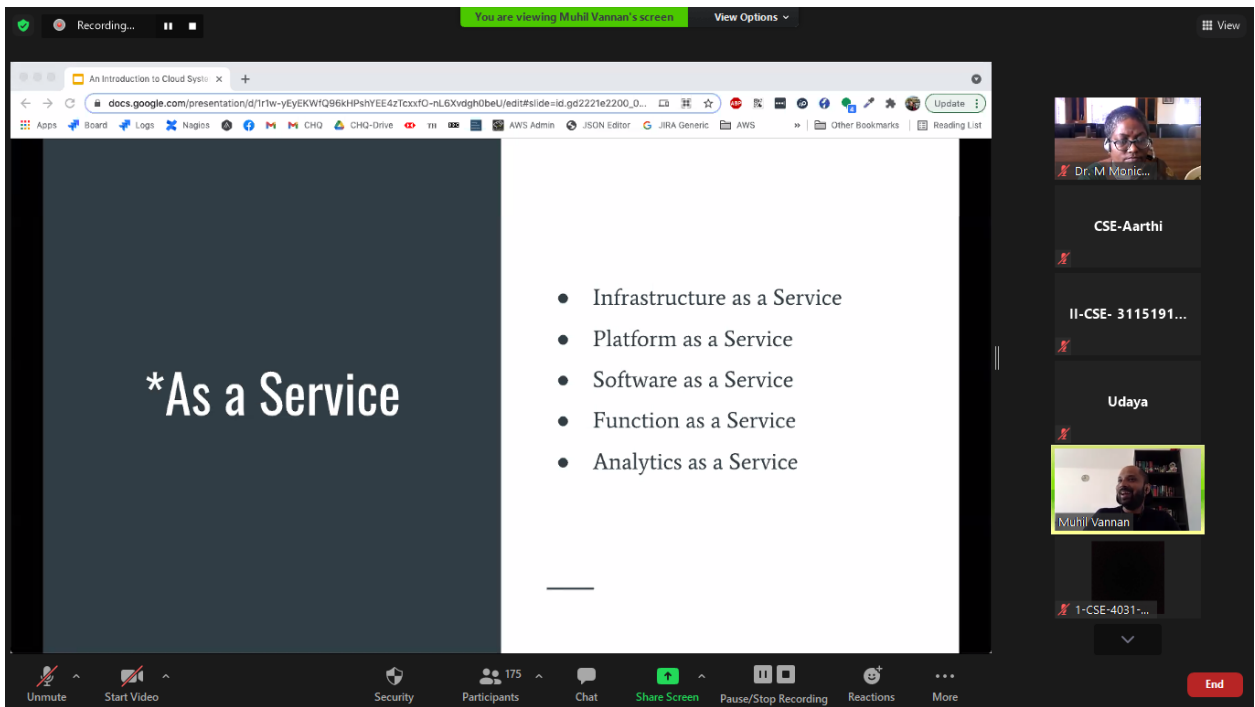 Recording...
You are viewing Muhil Vannan's screen
View Options
View
An Introduction to Cloud Syste
docs.google.com/presentation/d/1r1w-yEyEKWfQ96kHPshYEE4zTcxxfO-nL6Xvdgh0beU/edit#slide=id.gd2221e2200_0...
Update
Apps Board Logs Nagios CHQ CHQ-Drive AWS Admin JSON Editor JIRA Generic AWS » Other Bookmarks Reading List
*As a Service
● Infrastructure as a Service
● Platform as a Service
● Software as a Service
● Function as a Service
● Analytics as a Service
Dr. M Monic...
CSE-Aarthi
II-CSE- 3115191...
Udaya
Muhil Vannan
1-CSE-4031-...
Unmute
Start Video
Security
175
Participants
Chat
Share Screen
Pause/Stop Recording
Reactions
More
End